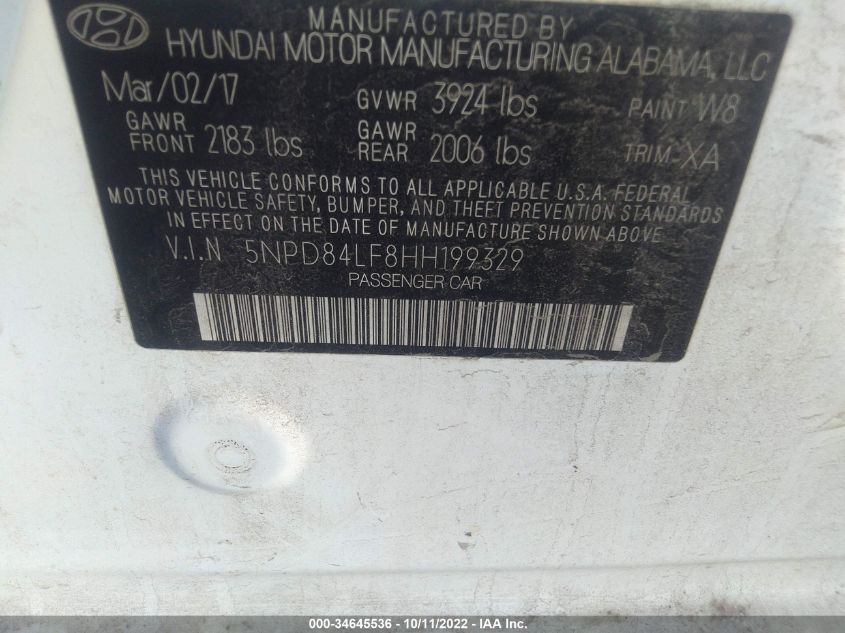 MANUFACTURED BY
HYUNDAI MOTOR MANUFACTURING ALABAMA, LLC
Mar/02/17 GVWR 3924 lbs PAINT W8
GAWR FRONT 2183 lbs GAWR REAR 2006 lbs TRIM XA
THIS VEHICLE CONFORMS TO ALL APPLICABLE U.S.A. FEDERAL
MOTOR VEHICLE SAFETY, BUMPER, AND THEFT PREVENTION STANDARDS
IN EFFECT ON THE DATE OF MANUFACTURE SHOWN ABOVE.
V.I.N 5NPD84LF8HH199329
PASSENGER CAR
000-34645536 - 10/11/2022 - IAA Inc.